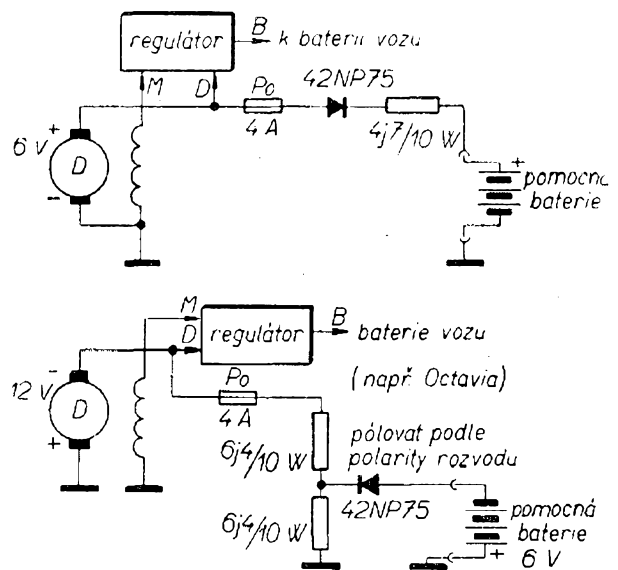 regulátor
B
k baterii vozu
M
D
Po
4 A
42NP75
4j7/10 W
+
6 V
D
-
+
pomocná
baterie
M
D
regulátor
B
baterie vozu
(např. Octavia)
-
12 V
D
+
Po
4 A
6j4/10 W
pólovat podle
polarity rozvodu
42NP75
6j4/10 W
pomocná
baterie
+ 6 V